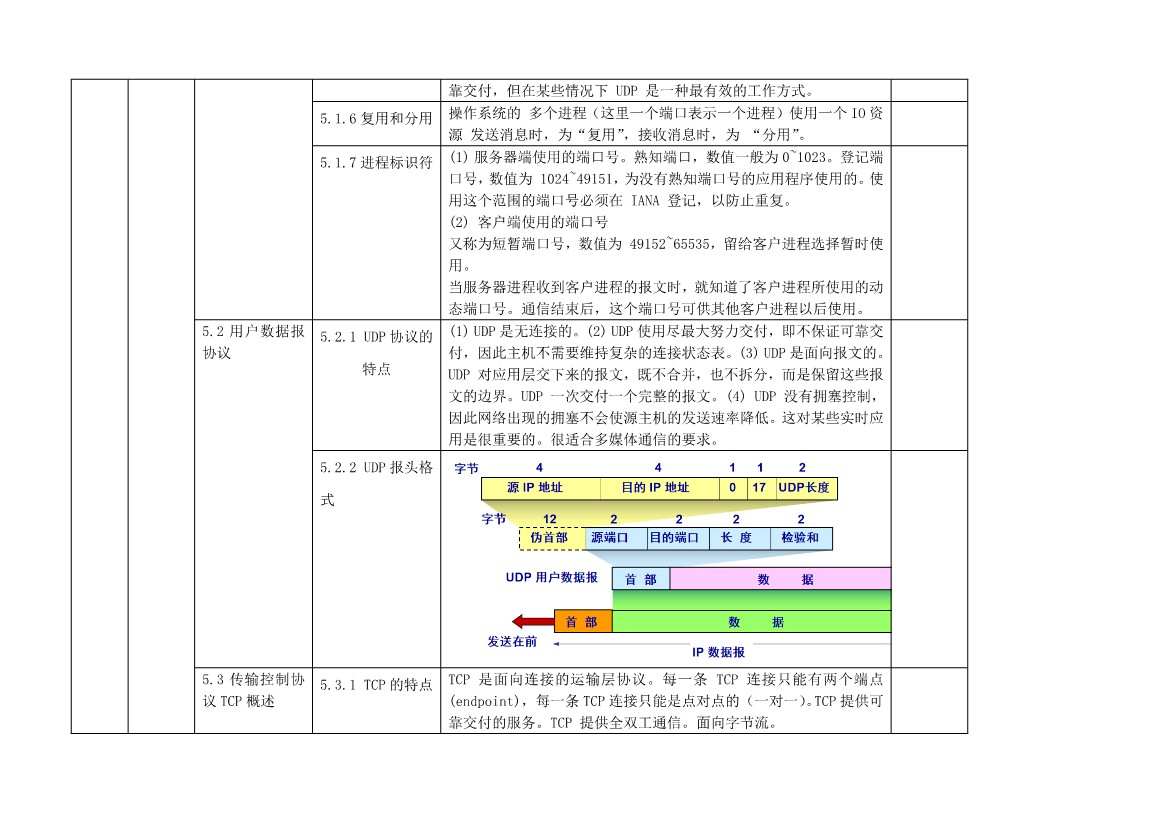 靠交付，但在某些情况下 UDP 是一种最有效的工作方式。
5.1.6 复用和分用
操作系统的 多个进程（这里一个端口表示一个进程）使用一个 IO 资
源 发送消息时，为“复用”，接收消息时，为 “分用”。
5.1.7 进程标识符
(1) 服务器端使用的端口号。熟知端口，数值一般为 0~1023。登记端
口号，数值为 1024~49151，为没有熟知端口号的应用程序使用的。使
用这个范围的端口号必须在 IANA 登记，以防止重复。
(2) 客户端使用的端口号
又称为短暂端口号，数值为 49152~65535，留给客户进程选择暂时使
用。
当服务器进程收到客户进程的报文时，就知道了客户进程所使用的动
态端口号。通信结束后，这个端口号可供其他客户进程以后使用。
5.2 用户数据报
协议
5.2.1 UDP 协议的
特点
(1) UDP 是无连接的。(2) UDP 使用尽最大努力交付，即不保证可靠交
付，因此主机不需要维持复杂的连接状态表。(3) UDP 是面向报文的。
UDP 对应用层交下来的报文，既不合并，也不拆分，而是保留这些报
文的边界。UDP 一次交付一个完整的报文。(4) UDP 没有拥塞控制，
因此网络出现的拥塞不会使源主机的发送速率降低。这对某些实时应
用是很重要的。很适合多媒体通信的要求。
5.2.2 UDP 报头格
式
字节 4 4 1 1 2
源 IP 地址 目的 IP 地址 0 17 UDP长度
字节 12 2 2 2 2
伪首部 源端口 目的端口 长 度 检验和
UDP 用户数据报 首 部 数 据
首 部 数 据
发送在前
IP 数据报
5.3 传输控制协
议 TCP 概述
5.3.1 TCP 的特点
TCP 是面向连接的运输层协议。每一条 TCP 连接只能有两个端点
(endpoint)，每一条 TCP 连接只能是点对点的（一对一）。TCP 提供可
靠交付的服务。TCP 提供全双工通信。面向字节流。